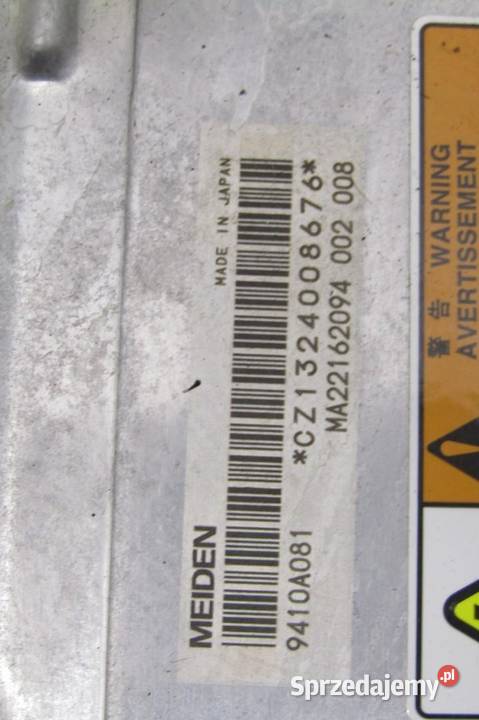 MEIDEN
MADE IN JAPAN
9410A081
*CZ1324008676*
MA22162094 002 008
警告 WARNING
AVERTISSEMENT
Sprzedajemy.pl